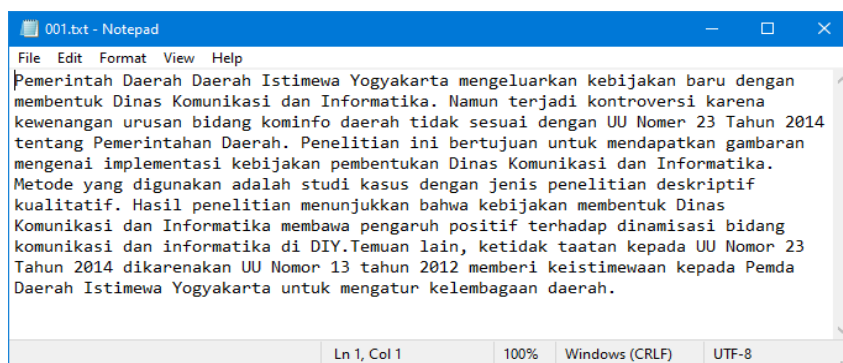 001.txt - Notepad
File Edit Format View Help
Pemerintah Daerah Daerah Istimewa Yogyakarta mengeluarkan kebijakan baru dengan
membentuk Dinas Komunikasi dan Informatika. Namun terjadi kontroversi karena
kewenangan urusan bidang kominfo daerah tidak sesuai dengan UU Nomer 23 Tahun 2014
tentang Pemerintahan Daerah. Penelitian ini bertujuan untuk mendapatkan gambaran
mengenai implementasi kebijakan pembentukan Dinas Komunikasi dan Informatika.
Metode yang digunakan adalah studi kasus dengan jenis penelitian deskriptif
kualitatif. Hasil penelitian menunjukkan bahwa kebijakan membentuk Dinas
Komunikasi dan Informatika membawa pengaruh positif terhadap dinamisasi bidang
komunikasi dan informatika di DIY.Temuan lain, ketidak taatan kepada UU Nomor 23
Tahun 2014 dikarenakan UU Nomor 13 tahun 2012 memberi keistimewaan kepada Pemda
Daerah Istimewa Yogyakarta untuk mengatur kelembagaan daerah.
Ln 1, Col 1 100% Windows (CRLF) UTF-8